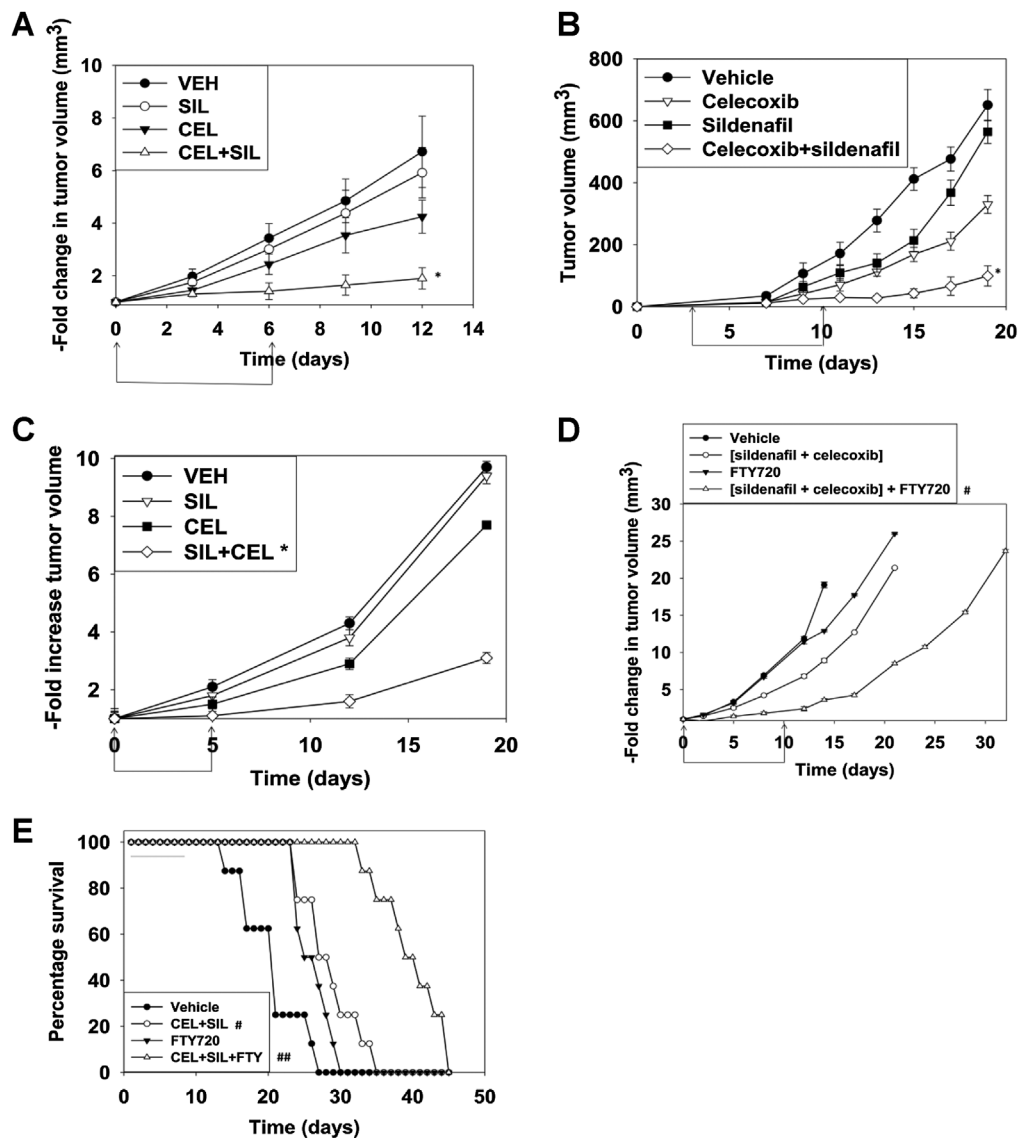 A
-Fold change in tumor volume (mm3)
10
8
6
4
2
VEH
SIL
CEL
CEL+SIL
*
0 2 4 6 8 10 12 14
Time (days)
B
Tumor volume (mm3)
800
600
400
200
0
Vehicle
Celecoxib
Sildenafil
Celecoxib+sildenafil
*
0 5 10 15 20
Time (days)
C
-Fold increase tumor volume
10
8
6
4
2
VEH
SIL
CEL
SIL+CEL *
0 5 10 15 20
Time (days)
D
Vehicle
[sildenafil + celecoxib]
FTY720
[sildenafil + celecoxib] + FTY720 #
-Fold change in tumor volume (mm3)
30
25
20
15
10
5
0 5 10 15 20 25 30
Time (days)
E
Percentage survival
100
80
60
40
20
0
Vehicle
CEL+SIL #
FTY720
CEL+SIL+FTY ##
0 10 20 30 40 50
Time (days)